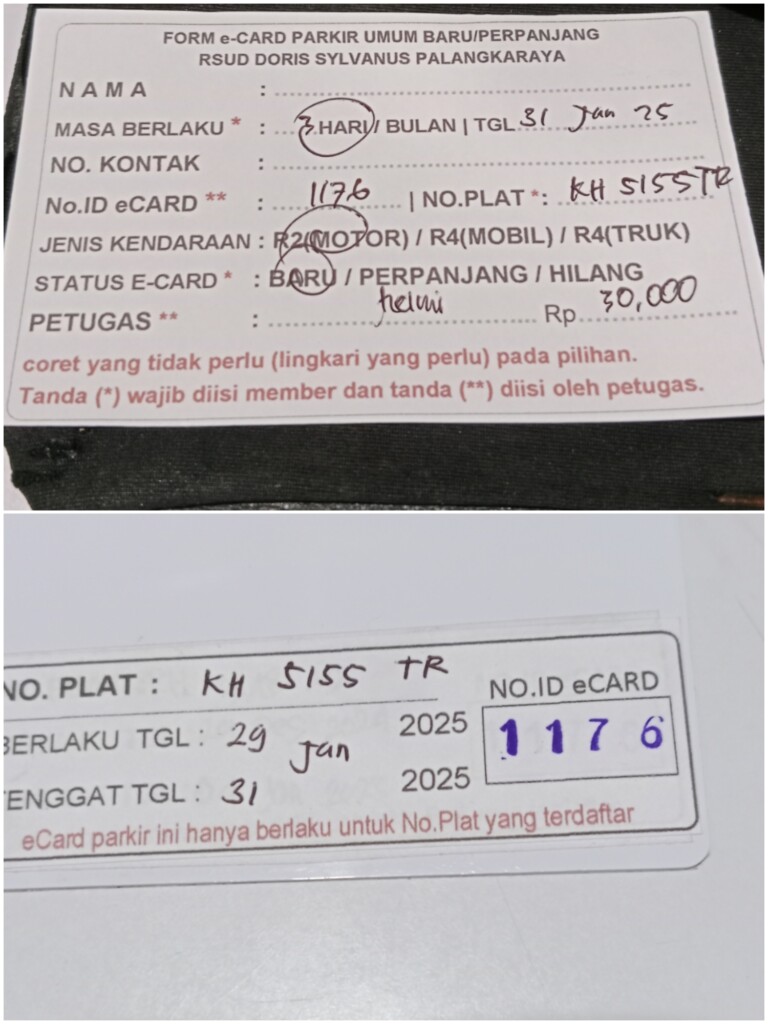 FORM e-CARD PARKIR UMUM BARU/PERPANJANG
RSUD DORIS SYLVANUS PALANGKARAYA
N A M A :
MASA BERLAKU * : 3 HARI / BULAN | TGL 31 Jan 25
NO. KONTAK :
No.ID eCARD ** : 1176 | NO.PLAT *: KH 5155 TR
JENIS KENDARAAN : R2(MOTOR) / R4(MOBIL) / R4(TRUK)
STATUS E-CARD * : BARU / PERPANJANG / HILANG
PETUGAS ** : helmi Rp 30,000
coret yang tidak perlu (lingkari yang perlu) pada pilihan.
Tanda (*) wajib diisi member dan tanda (**) diisi oleh petugas.
NO. PLAT : KH 5155 TR
NO.ID eCARD
BERLAKU TGL : 29 Jan 2025
1176
TENGGAT TGL : 31 2025
eCard parkir ini hanya berlaku untuk No.Plat yang terdaftar